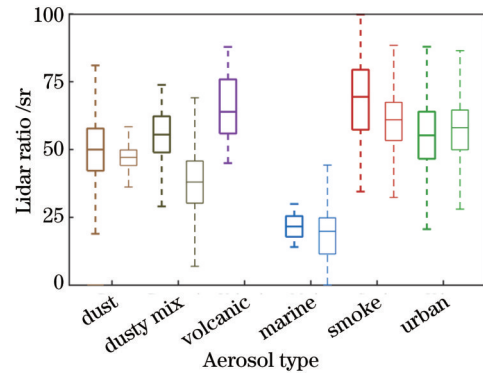 100
75
50
25
0
Lidar ratio /sr
dust
dusty mix
volcanic
marine
smoke
urban
Aerosol type